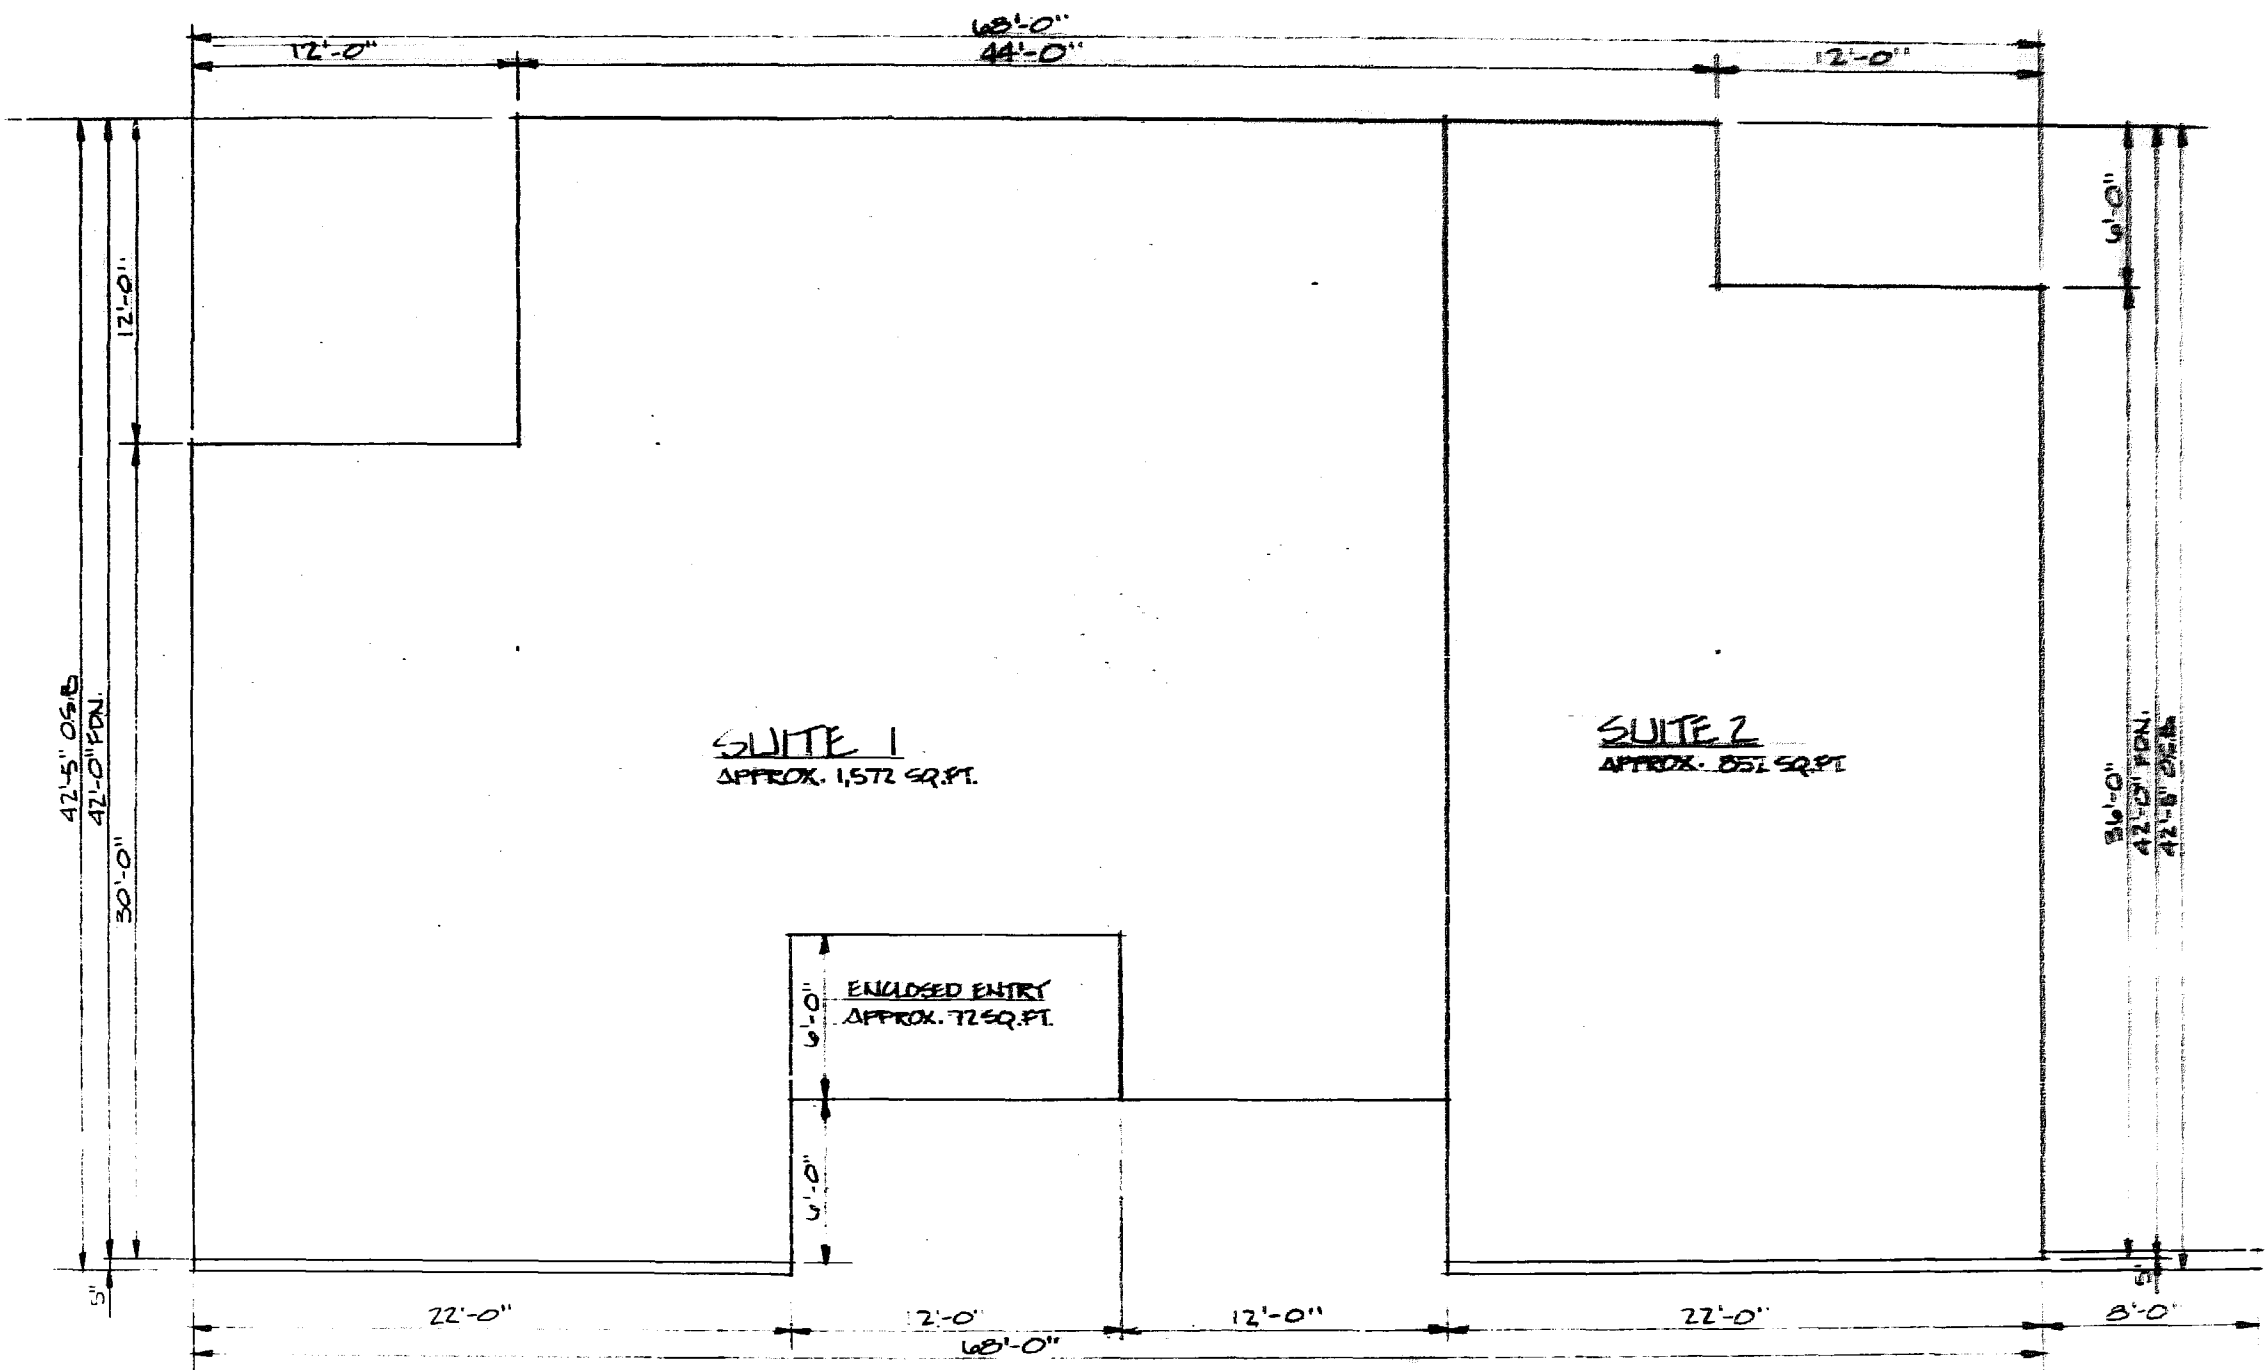 68'-0"
12'-0"
44'-0"
12'-0"
6'-0"
12'-0"
42'-5" O.S.B
42'-0" FDN.
30'-0"
SUITE 1
APPROX. 1,572 SQ.FT.
SUITE 2
APPROX. 852 SQ.FT
36'-0"
42'-0" FDN.
42'-5" O.S.B
6'-0"
ENCLOSED ENTRY
APPROX. 72 SQ.FT.
6'-0"
5"
5"
22'-0"
12'-0"
12'-0"
22'-0"
8'-0"
68'-0"